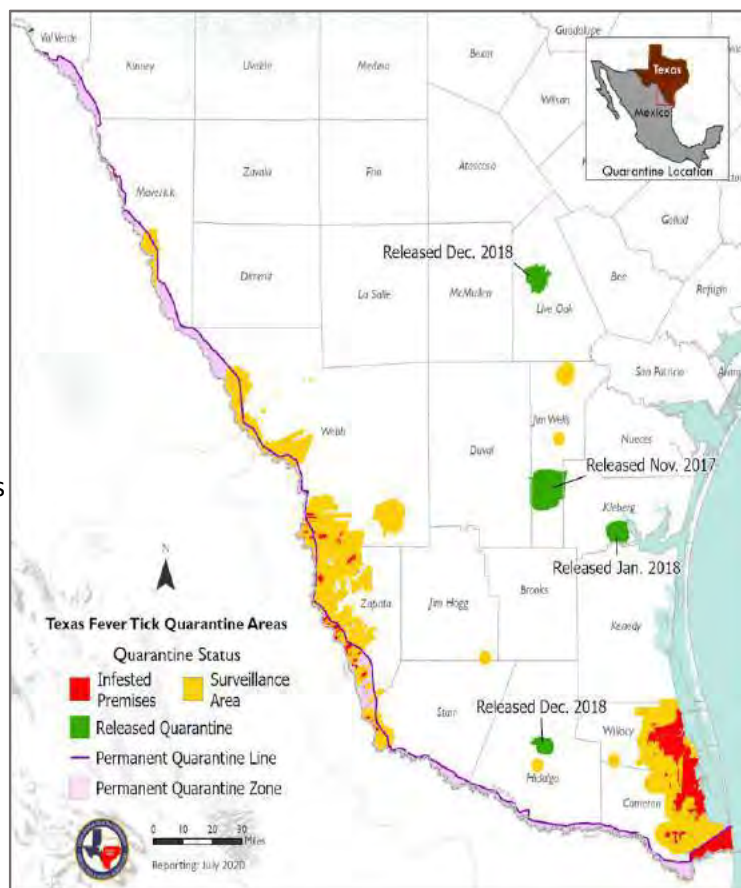 Val Verde
Kinney
Uvalde
Medina
Bexar
Guadalupe
Wilson
Texas
Mexico
Quarantine Location
Maverick
Zavala
Frio
Atascosa
Goliad
Released Dec. 2018
Dimmit
La Salle
McMullen
Live Oak
Bee
Refugio
San Patricio
Webb
Duval
Jim Wells
Nueces
s
Released Nov. 2017
Kleberg
Released Jan. 2018
N
Zapata
Jim Hogg
Brooks
Kenedy
Texas Fever Tick Quarantine Areas
Quarantine Status
Infested
Premises
Surveillance
Area
Released Quarantine
Permanent Quarantine Line
Permanent Quarantine Zone
Starr
Released Dec. 2018
Hidalgo
Willacy
Cameron
0 10 20 30
Miles
Reporting: July 2020